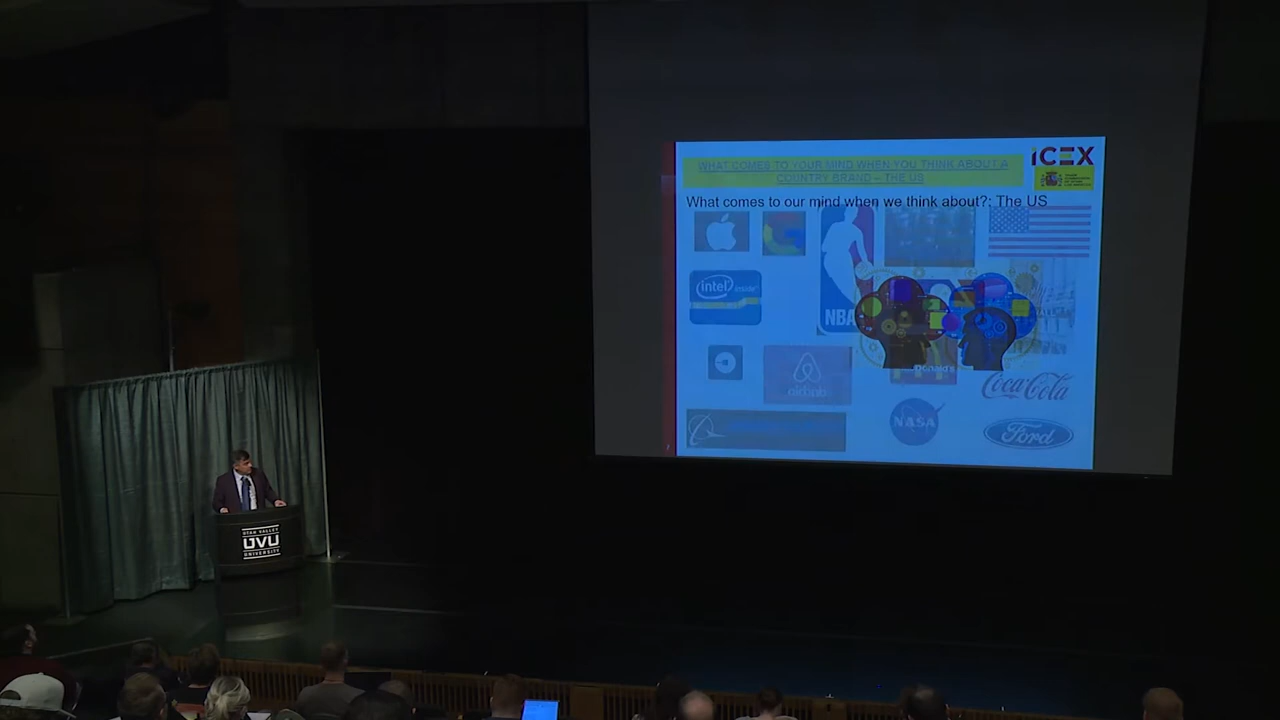 WHAT COMES TO YOUR MIND WHEN YOU THINK ABOUT A
COUNTRY BRAND – THE US
iCEX
What comes to our mind when we think about?: The US
intel inside
NBA
airbnb
Donald's
Coca-Cola
NASA
Ford
UTAH VALLEY
UVU
UNIVERSITY